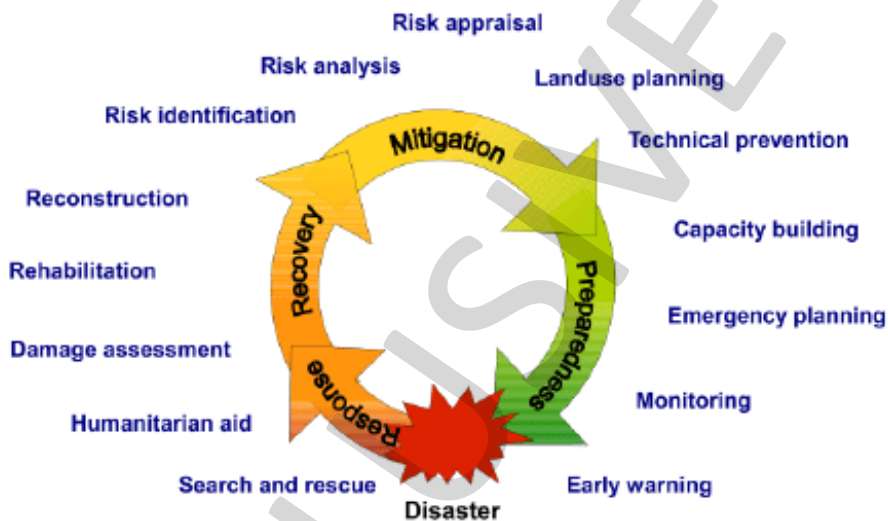 Risk appraisal
Risk analysis
Landuse planning
Risk identification
Mitigation
Technical prevention
Reconstruction
Recovery
Capacity building
Rehabilitation
Preparedness
Emergency planning
Damage assessment
Response
Monitoring
Humanitarian aid
Search and rescue
Early warning
Disaster